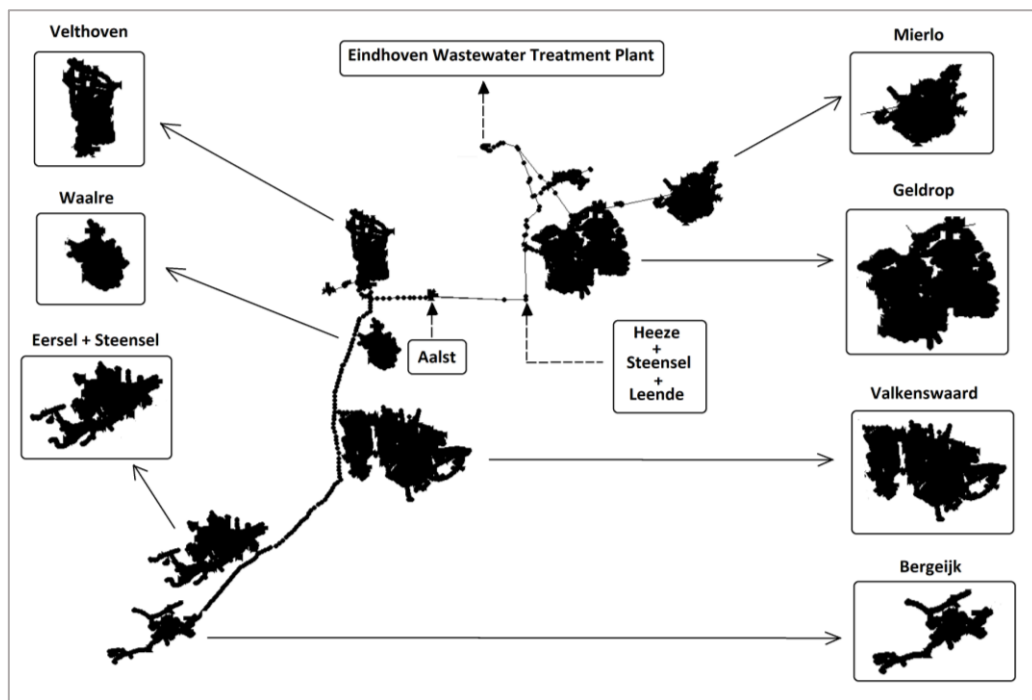 Velthoven
Eindhoven Wastewater Treatment Plant
Mierlo
Waalre
Geldrop
Eersel + Steensel
Aalst
Heeze
+
Steensel
+
Leende
Valkenswaard
Bergeijk